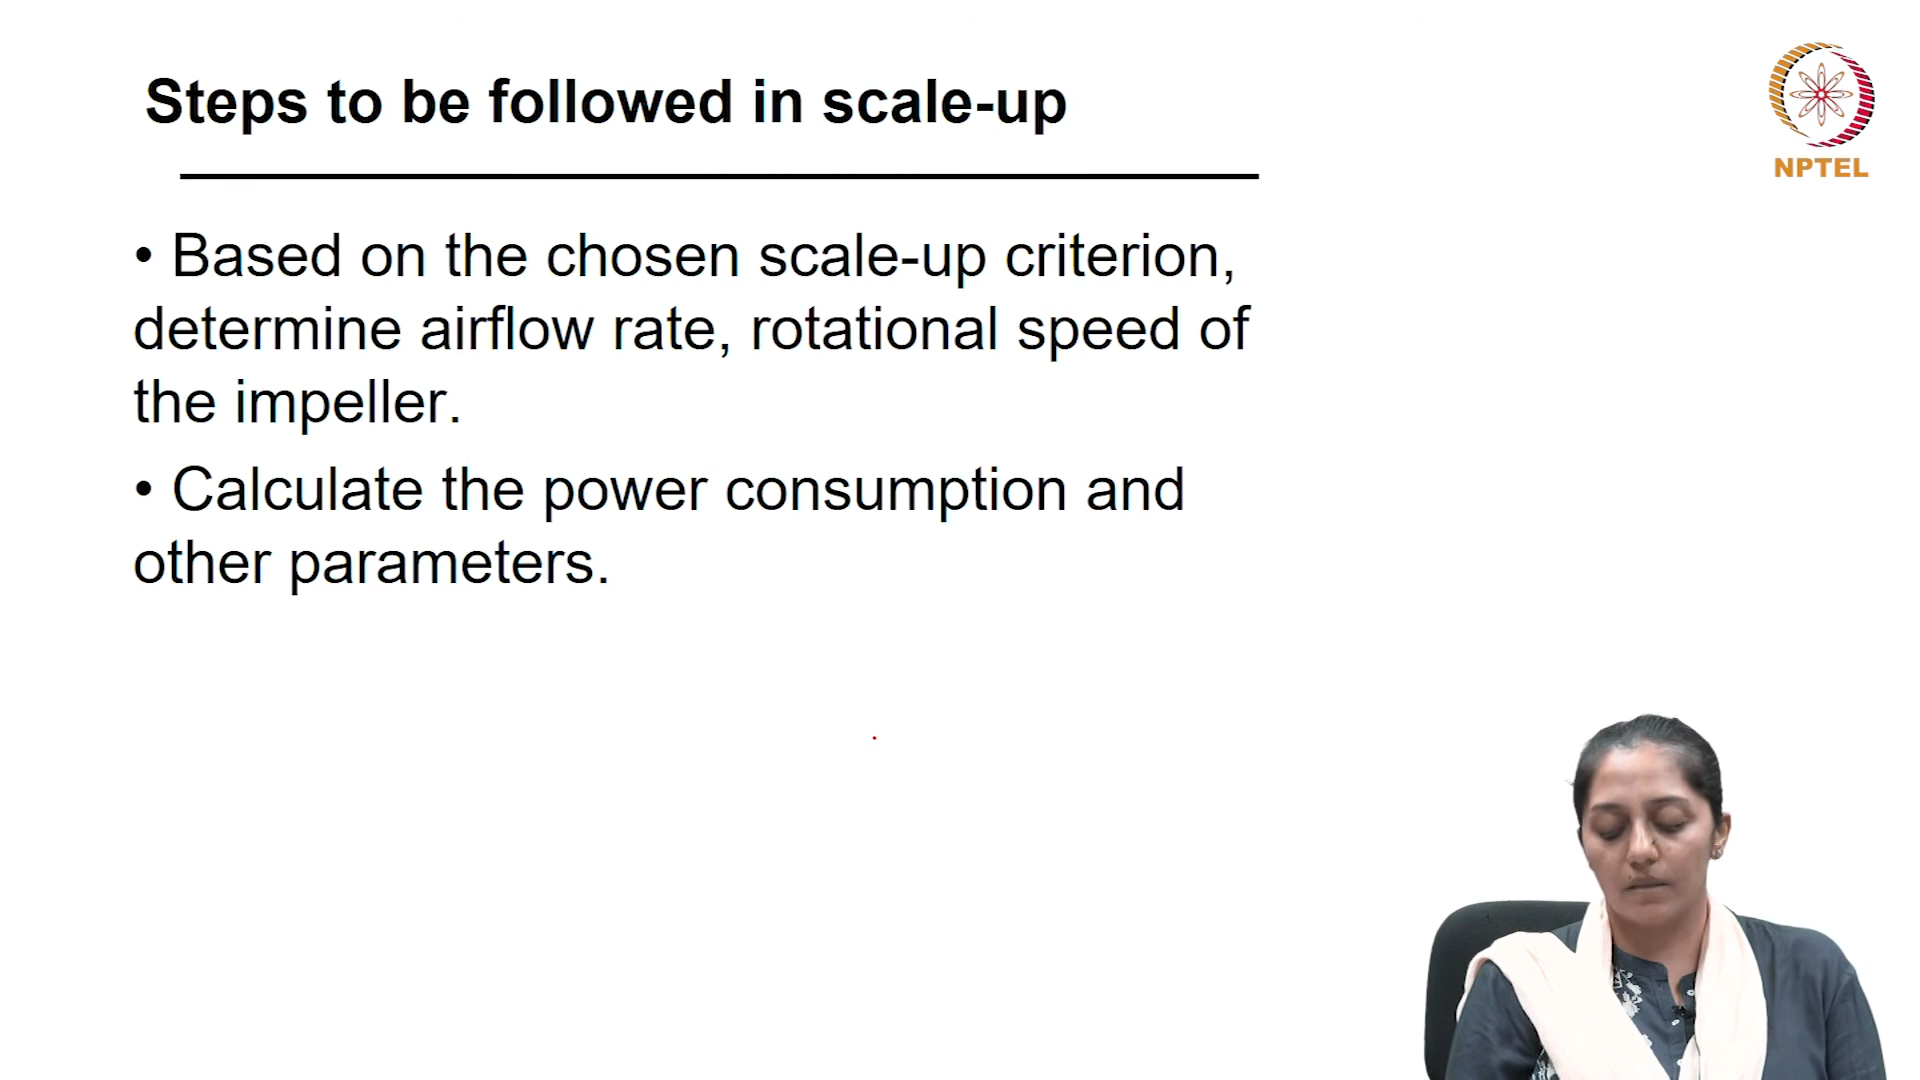 Steps to be followed in scale-up
NPTEL
• Based on the chosen scale-up criterion,
determine airflow rate, rotational speed of
the impeller.
• Calculate the power consumption and
other parameters.